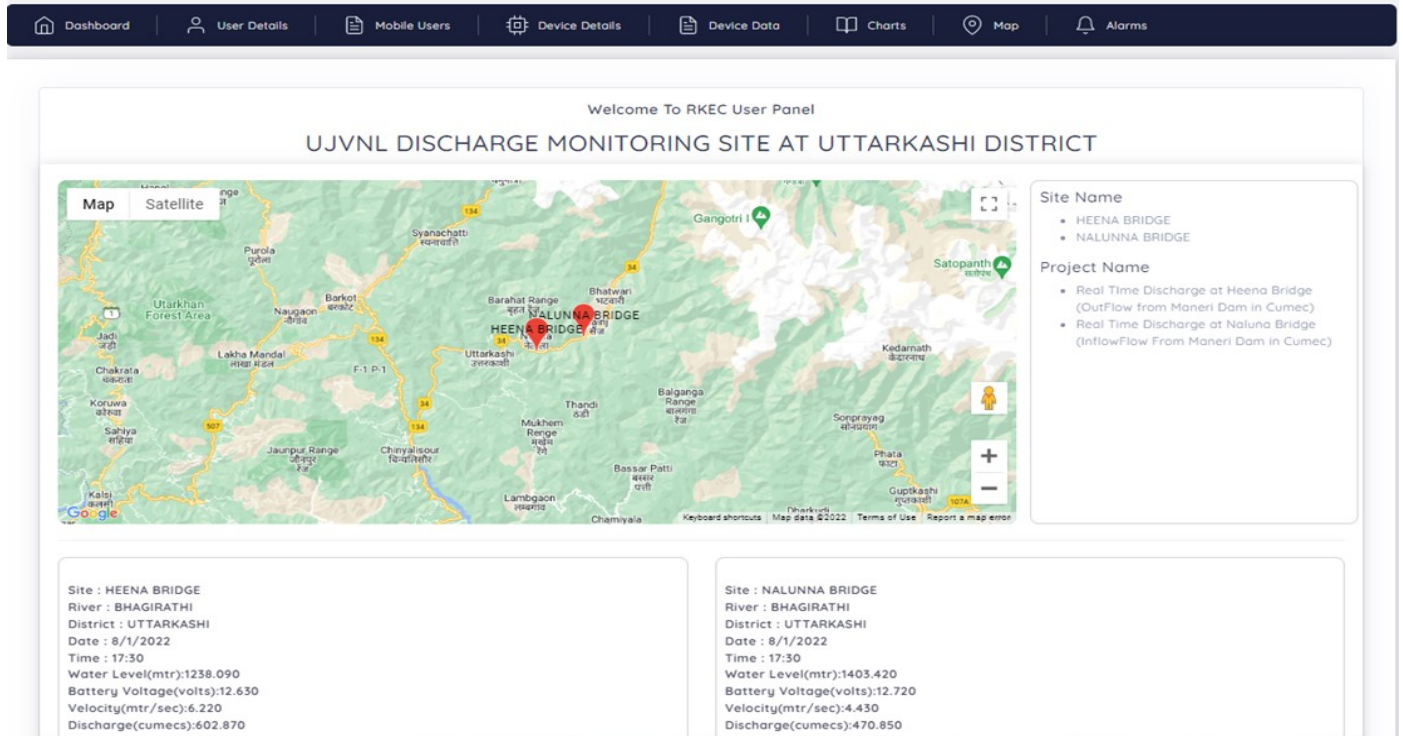 Dashboard
User Details
Mobile Users
Device Details
Device Data
Charts
Map
Alarms
Welcome To RKEC User Panel
UJVNL DISCHARGE MONITORING SITE AT UTTARKASHI DISTRICT
Map
Satellite
134
Gangotri
Syanachatti
Purola
पुरोला
34
Satopanth
Bhatwari
भटवारी
Utarkhan
Forest Area
Naugaon
नौगांव
Barkot
बरकोट
Barahat Range
NALUNNA BRIDGE
HEENA BRIDGE
1
Jadi
जड़ी
134
34
Lakha Mandal
लाखा मंडल
F-1 P-1
Uttarkashi
उत्तरकाशी
Kedarnath
केदारनाथ
Chakrata
चकराता
Koruwa
कोरुवा
34
Thandi
ठंडी
Balganga
Range
बालगंगा
रेंज
Sahiya
सहिया
507
134
Mukhem
Range
मुखेम
रेंज
Sonprayag
सोनप्रयाग
Jaunpur Range
जौनपुर
रेंज
Chinyalisour
चिन्यालिसौर
Phata
फाटा
Bassar Patti
बासर
पत्ती
Kalsi
कालसी
Lambgaon
लम्बगांव
Guptkashi
गुप्तकाशी
107A
Google
Chamiyala
Dharkudi
Keyboard shortcuts
Map data ©2022
Terms of Use
Report a map error
Site Name
HEENA BRIDGE
NALUNNA BRIDGE
Project Name
Real TIme Discharge at Heena Bridge
(OutFlow from Maneri Dam in Cumec)
Real Time Discharge at Naluna Bridge
(InflowFlow From Maneri Dam in Cumec)
Site : HEENA BRIDGE
River : BHAGIRATHI
District : UTTARKASHI
Date : 8/1/2022
Time : 17:30
Water Level(mtr):1238.090
Battery Voltage(volts):12.630
Velocity(mtr/sec):6.220
Discharge(cumecs):602.870
Site : NALUNNA BRIDGE
River : BHAGIRATHI
District : UTTARKASHI
Date : 8/1/2022
Time : 17:30
Water Level(mtr):1403.420
Battery Voltage(volts):12.720
Velocity(mtr/sec):4.430
Discharge(cumecs):470.850